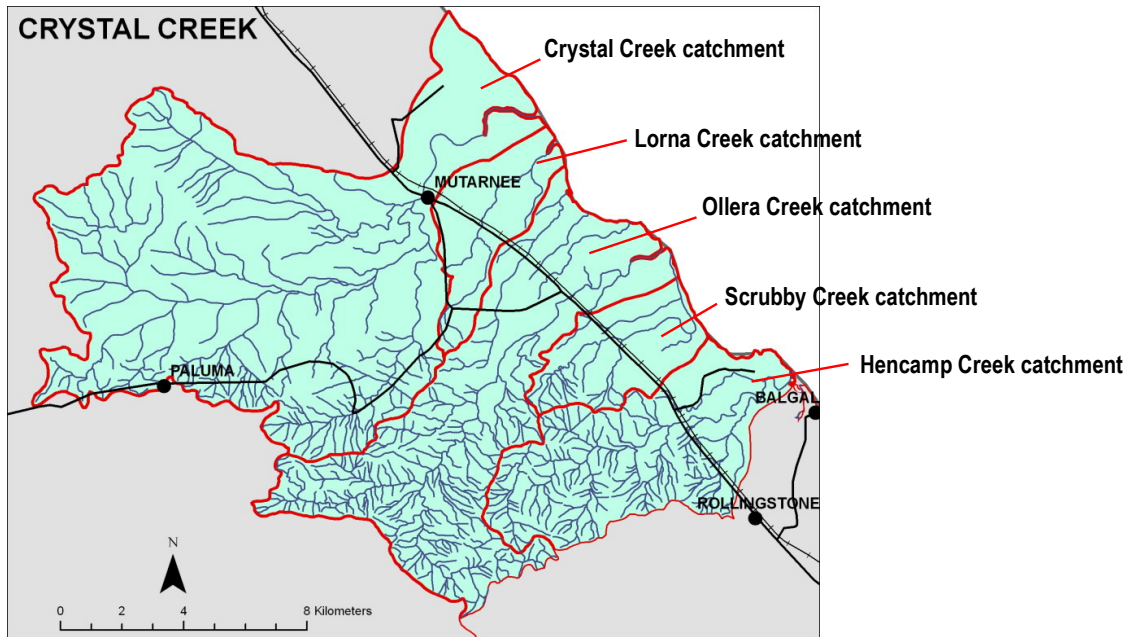 CRYSTAL CREEK
Crystal Creek catchment
Lorna Creek catchment
MUTARNEE
Ollera Creek catchment
Scrubby Creek catchment
Hencamp Creek catchment
PALUMA
BALGAL
ROLLINGSTONE
N
0 2 4 8 Kilometers